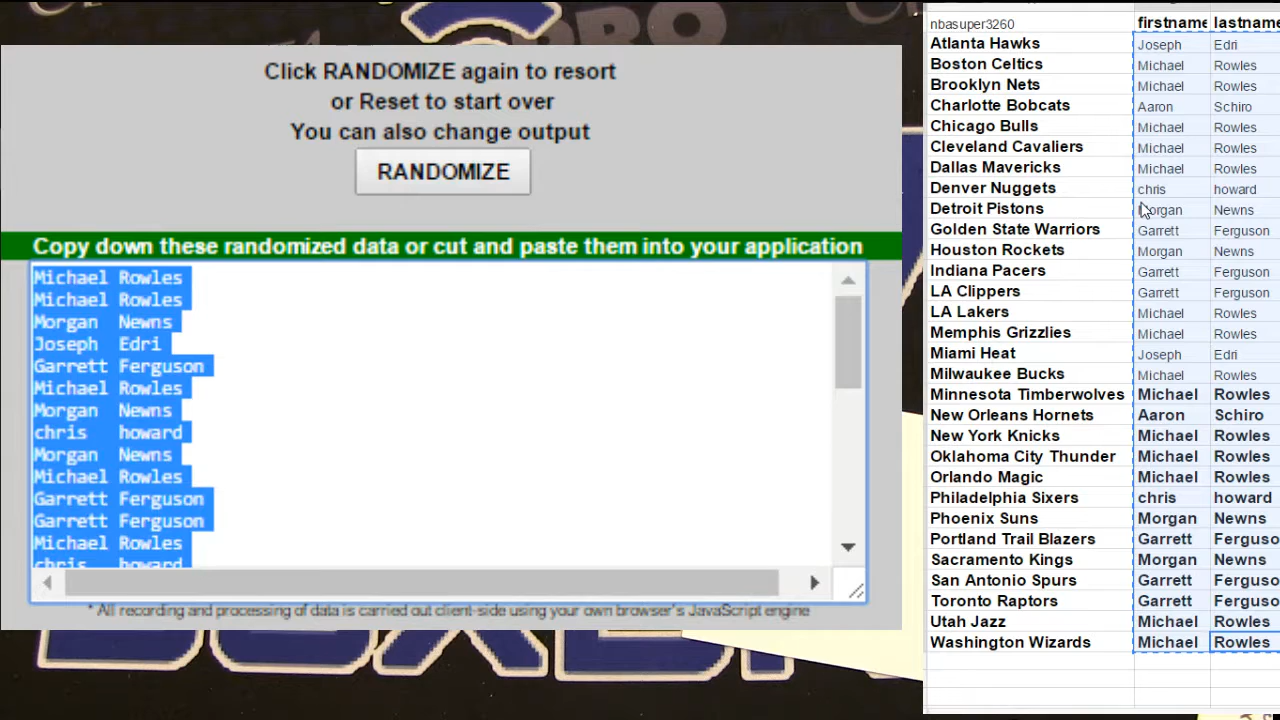 PRO
Click RANDOMIZE again to resort
or Reset to start over
You can also change output
RANDOMIZE
Copy down these randomized data or cut and paste them into your application
Michael Rowles
Michael Rowles
Morgan Newns
Joseph Edri
Garrett Ferguson
Michael Rowles
Morgan Newns
chris howard
Morgan Newns
Michael Rowles
Garrett Ferguson
Garrett Ferguson
Michael Rowles
chris howard
* All recording and processing of data is carried out client-side using your own browser's JavaScript engine
nbasuper3260 firstname lastname
Atlanta Hawks Joseph Edri
Boston Celtics Michael Rowles
Brooklyn Nets Michael Rowles
Charlotte Bobcats Aaron Schiro
Chicago Bulls Michael Rowles
Cleveland Cavaliers Michael Rowles
Dallas Mavericks Michael Rowles
Denver Nuggets chris howard
Detroit Pistons Morgan Newns
Golden State Warriors Garrett Ferguson
Houston Rockets Morgan Newns
Indiana Pacers Garrett Ferguson
LA Clippers Garrett Ferguson
LA Lakers Michael Rowles
Memphis Grizzlies Michael Rowles
Miami Heat Joseph Edri
Milwaukee Bucks Michael Rowles
Minnesota Timberwolves Michael Rowles
New Orleans Hornets Aaron Schiro
New York Knicks Michael Rowles
Oklahoma City Thunder Michael Rowles
Orlando Magic Michael Rowles
Philadelphia Sixers chris howard
Phoenix Suns Morgan Newns
Portland Trail Blazers Garrett Ferguso
Sacramento Kings Morgan Newns
San Antonio Spurs Garrett Ferguso
Toronto Raptors Garrett Ferguso
Utah Jazz Michael Rowles
Washington Wizards Michael Rowles